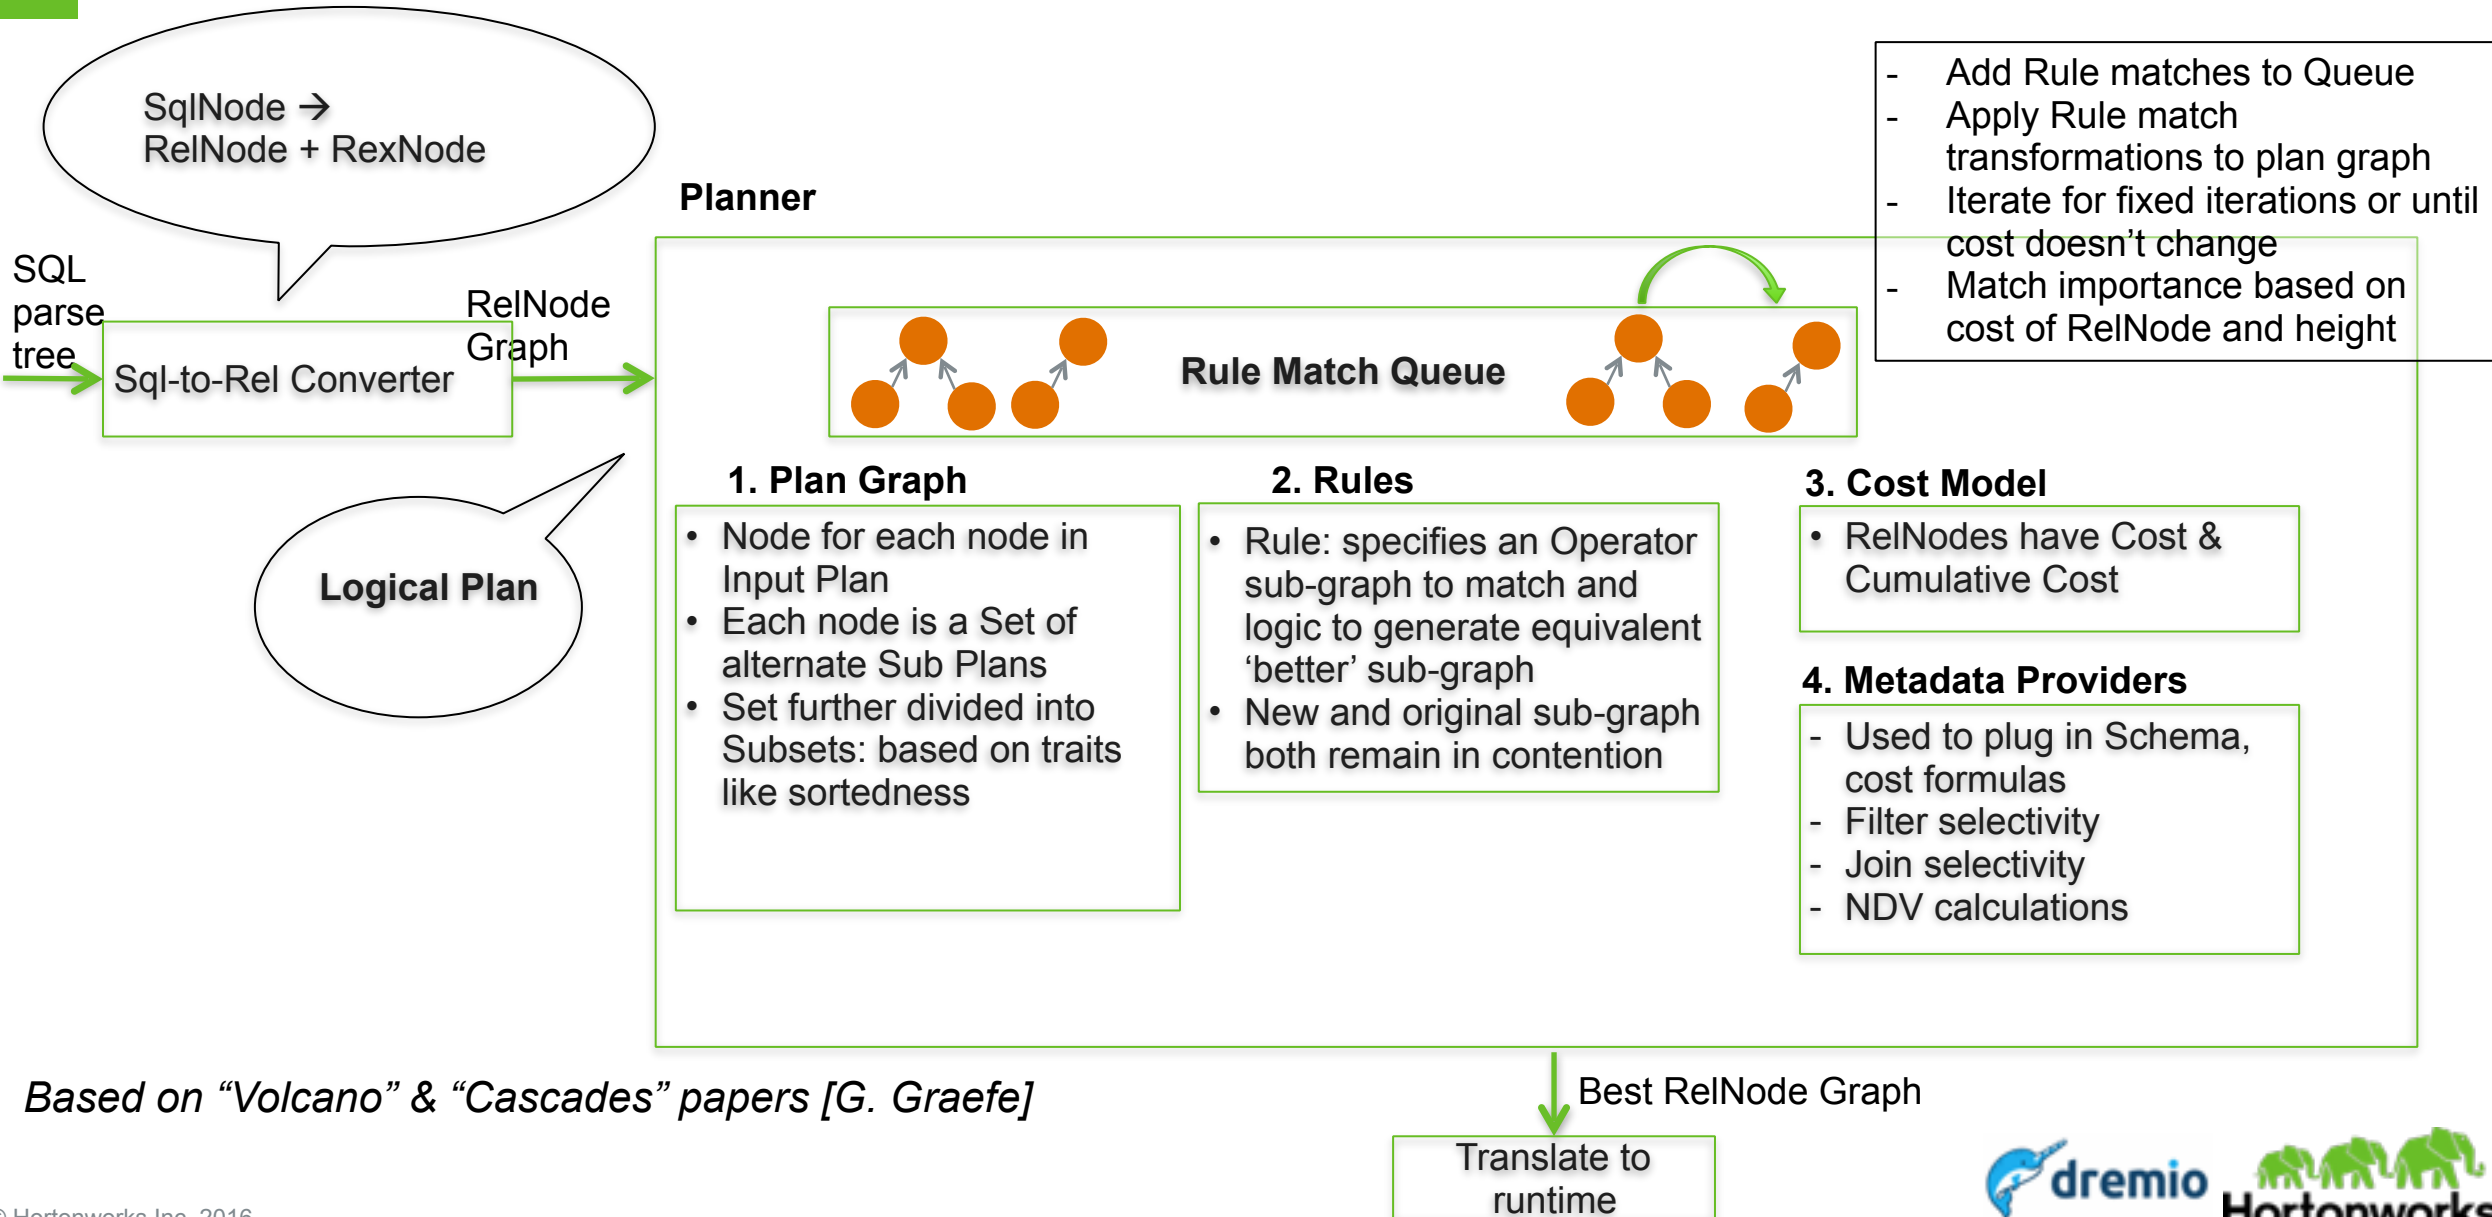 SqlNode →
RelNode + RexNode
- Add Rule matches to Queue
- Apply Rule match
transformations to plan graph
- Iterate for fixed iterations or until
cost doesn’t change
- Match importance based on
cost of RelNode and height
Planner
SQL
parse
tree
Sql-to-Rel Converter
RelNode
Graph
Rule Match Queue
Logical Plan
1. Plan Graph
• Node for each node in
Input Plan
• Each node is a Set of
alternate Sub Plans
• Set further divided into
Subsets: based on traits
like sortedness
2. Rules
• Rule: specifies an Operator
sub-graph to match and
logic to generate equivalent
‘better’ sub-graph
• New and original sub-graph
both remain in contention
3. Cost Model
• RelNodes have Cost &
Cumulative Cost
4. Metadata Providers
- Used to plug in Schema,
cost formulas
- Filter selectivity
- Join selectivity
- NDV calculations
Based on “Volcano” & “Cascades” papers [G. Graefe]
Best RelNode Graph
Translate to
runtime
dremio
Hortonworks
© Hortonworks Inc. 2016